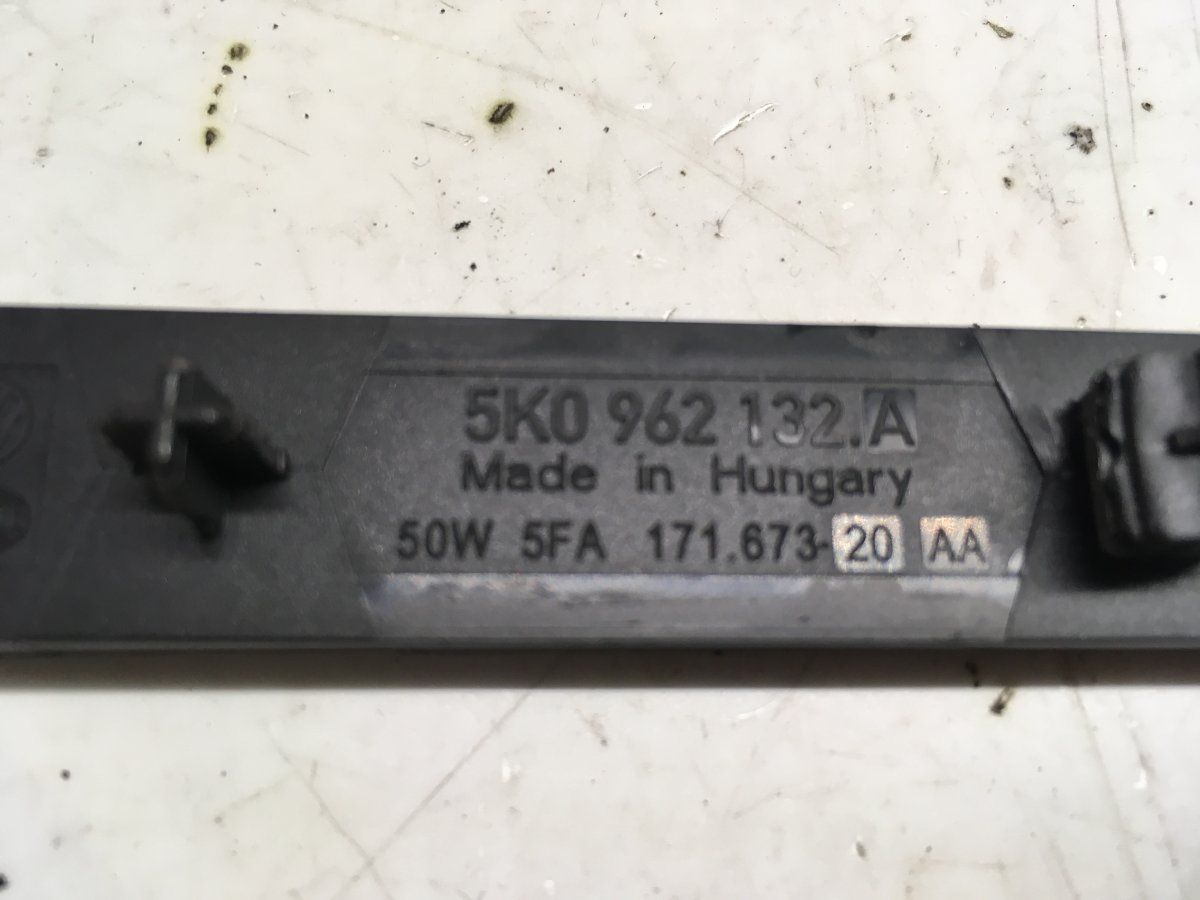 5K0 962 132.A
Made in Hungary
50W 5FA 171.673-20 AA